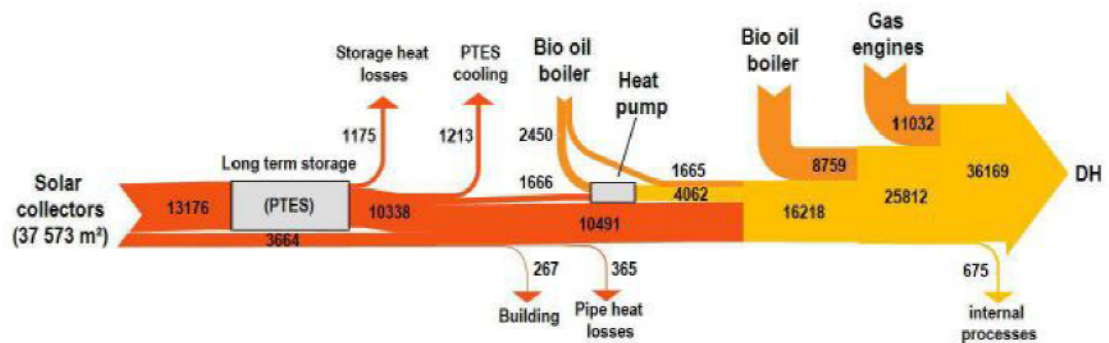 Storage heat
losses
PTES
cooling
Bio oil
boiler
Heat
pump
Bio oil
boiler
Gas
engines
1175
1213
2450
11032
Long term storage
1666
1665
8759
36169
Solar
collectors
(37 573 m²)
13176
(PTES)
10338
4062
DH
10491
16218
25812
3664
267
365
675
Building
Pipe heat
losses
internal
processes